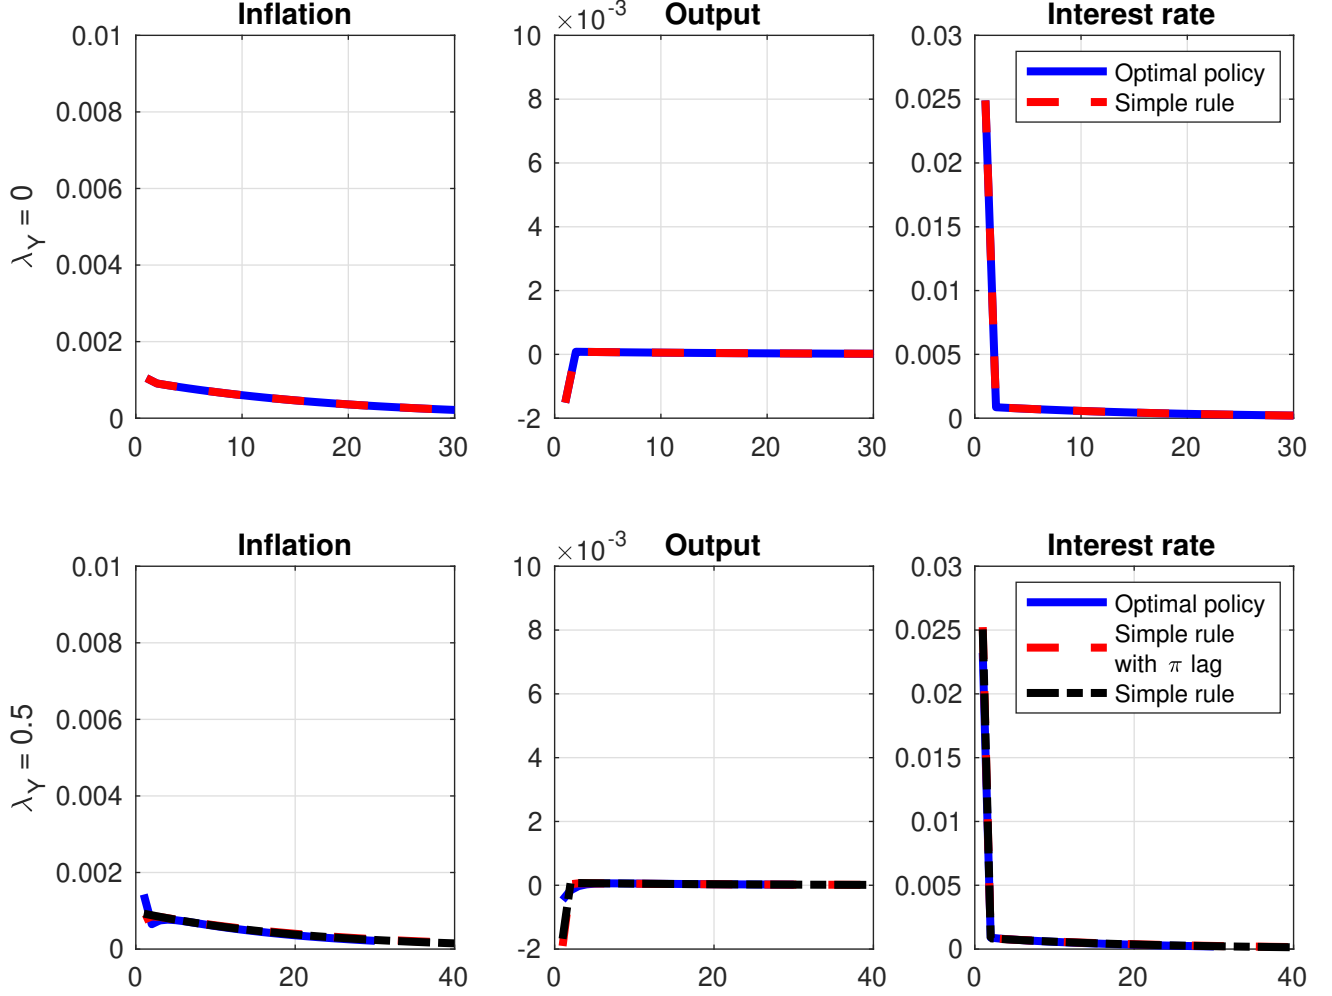 Inflation
0.01
0.008
0.006
0.004
0.002
0
0 10 20 30
λY = 0
×10-3 Output
10
8
6
4
2
0
-2
0 10 20 30
Interest rate
0.03
0.025
0.02
0.015
0.01
0.005
0
0 10 20 30
Optimal policy
Simple rule
Inflation
0.01
0.008
0.006
0.004
0.002
0
0 20 40
λY = 0.5
×10-3 Output
10
8
6
4
2
0
-2
0 20 40
Interest rate
0.03
0.025
0.02
0.015
0.01
0.005
0
0 20 40
Optimal policy
Simple rule
with π lag
Simple rule